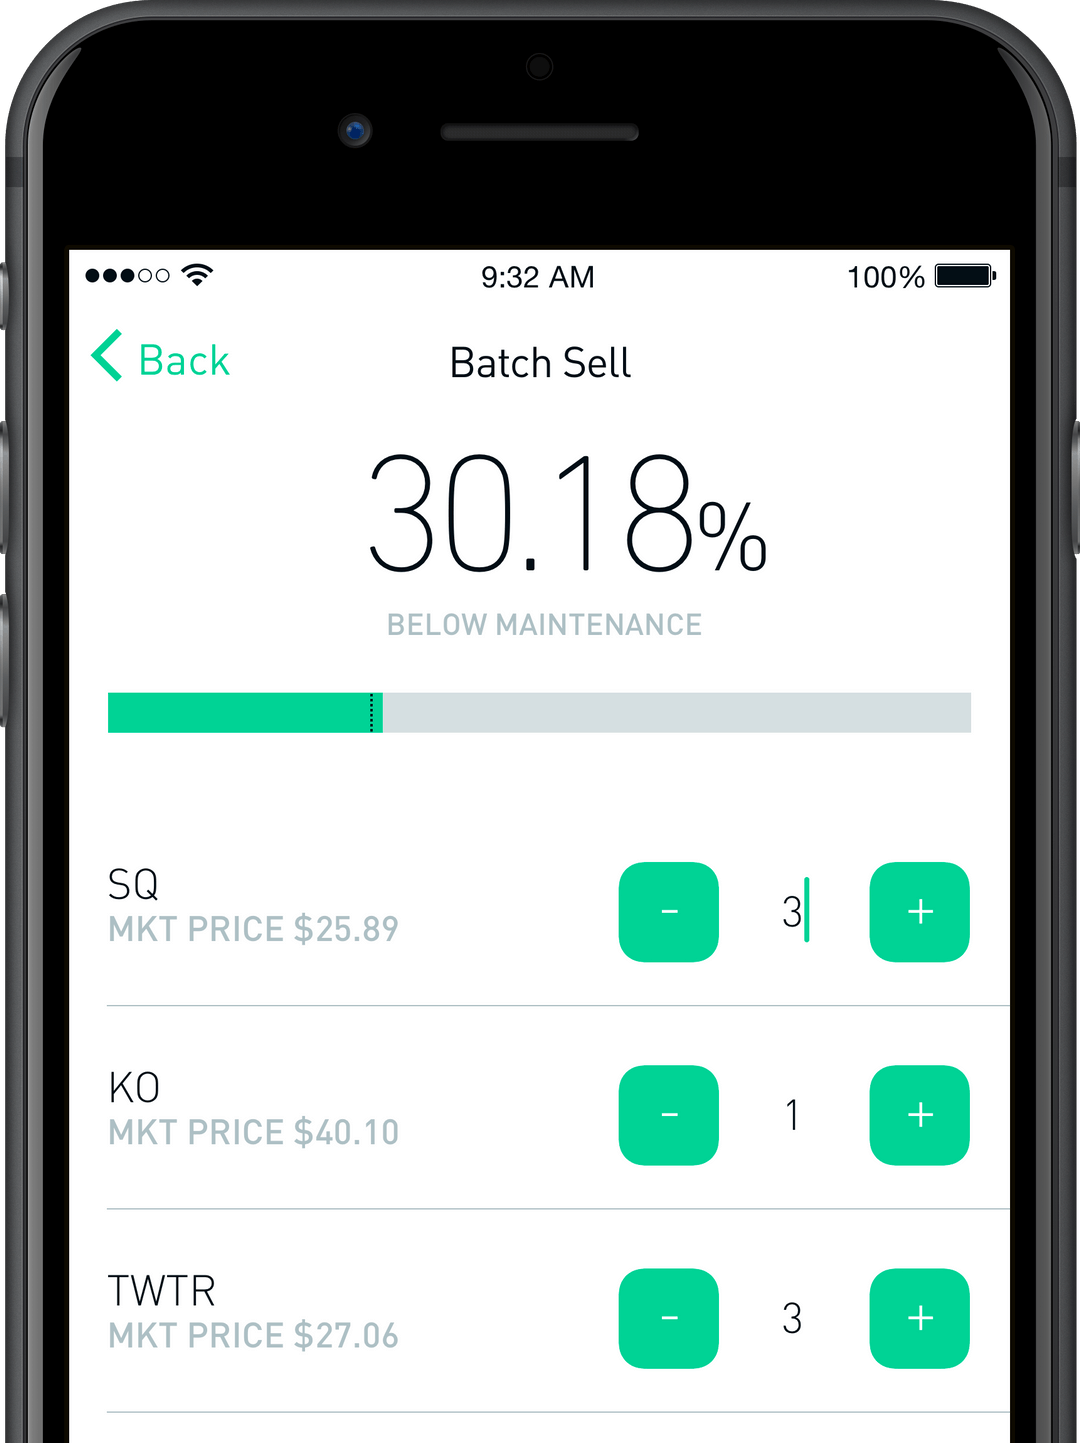 9:32 AM
100%
Back
Batch Sell
30.18%
BELOW MAINTENANCE
SQ
MKT PRICE $25.89
- 3 +
KO
MKT PRICE $40.10
- 1 +
TWTR
MKT PRICE $27.06
- 3 +